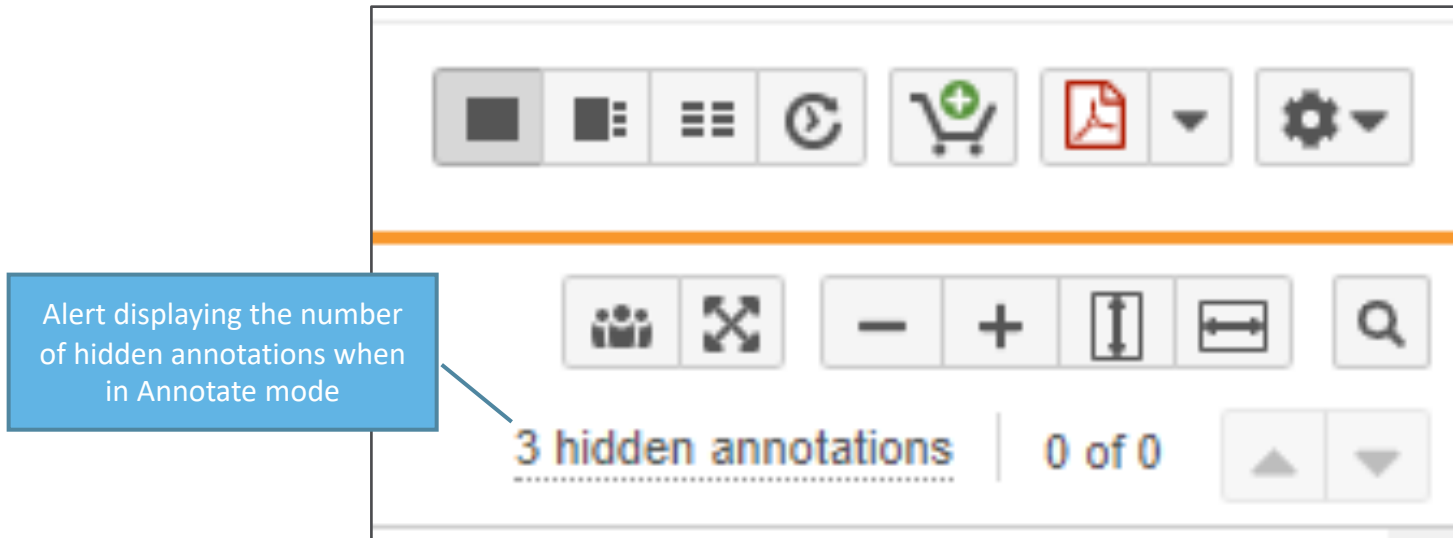 Alert displaying the number
of hidden annotations when
in Annotate mode
3 hidden annotations
0 of 0